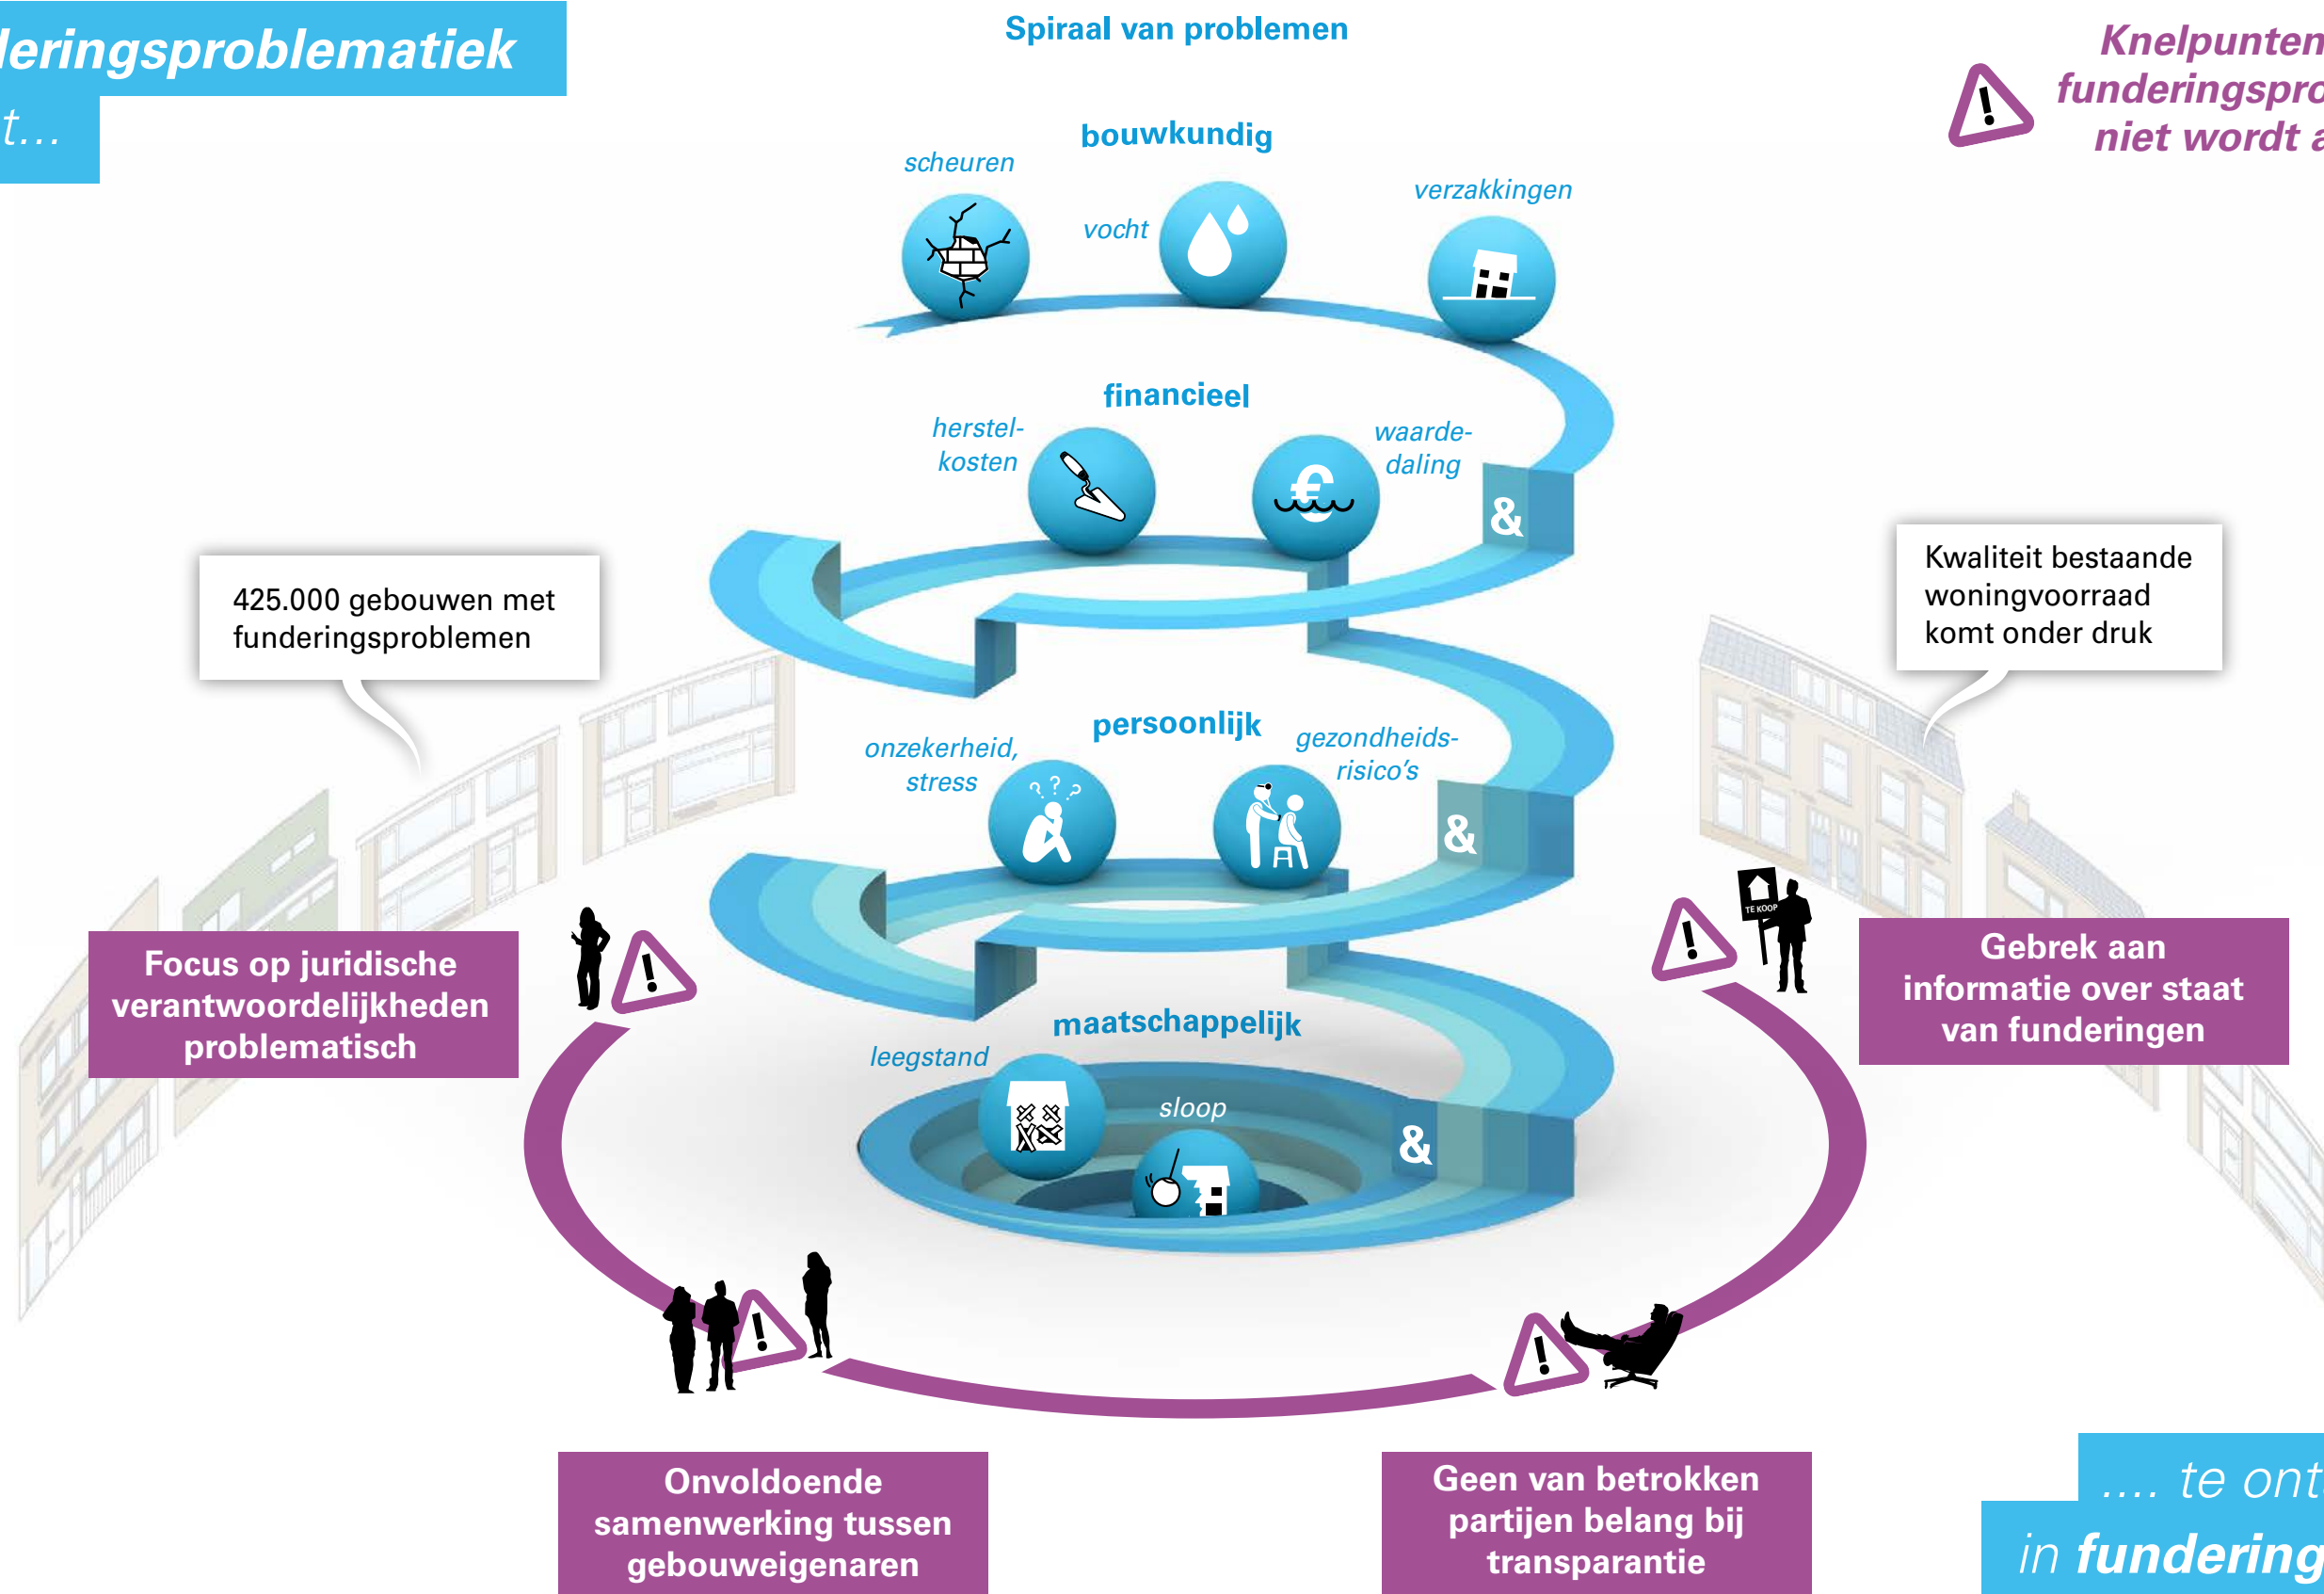 deringsproblematiek
t...
Spiraal van problemen
Knelpunten
funderingspro
niet wordt a
bouwkundig
scheuren
vocht
verzakkingen
financieel
herstel-
kosten
waarde-
daling
&
425.000 gebouwen met
funderingsproblemen
Kwaliteit bestaande
woningvoorraad
komt onder druk
persoonlijk
onzekerheid,
stress
? ? ?
gezondheids-
risico's
&
TE KOOP
Focus op juridische
verantwoordelijkheden
problematisch
Gebrek aan
informatie over staat
van funderingen
maatschappelijk
leegstand
sloop
&
Onvoldoende
samenwerking tussen
gebouweigenaren
Geen van betrokken
partijen belang bij
transparantie
.... te ont
in fundering